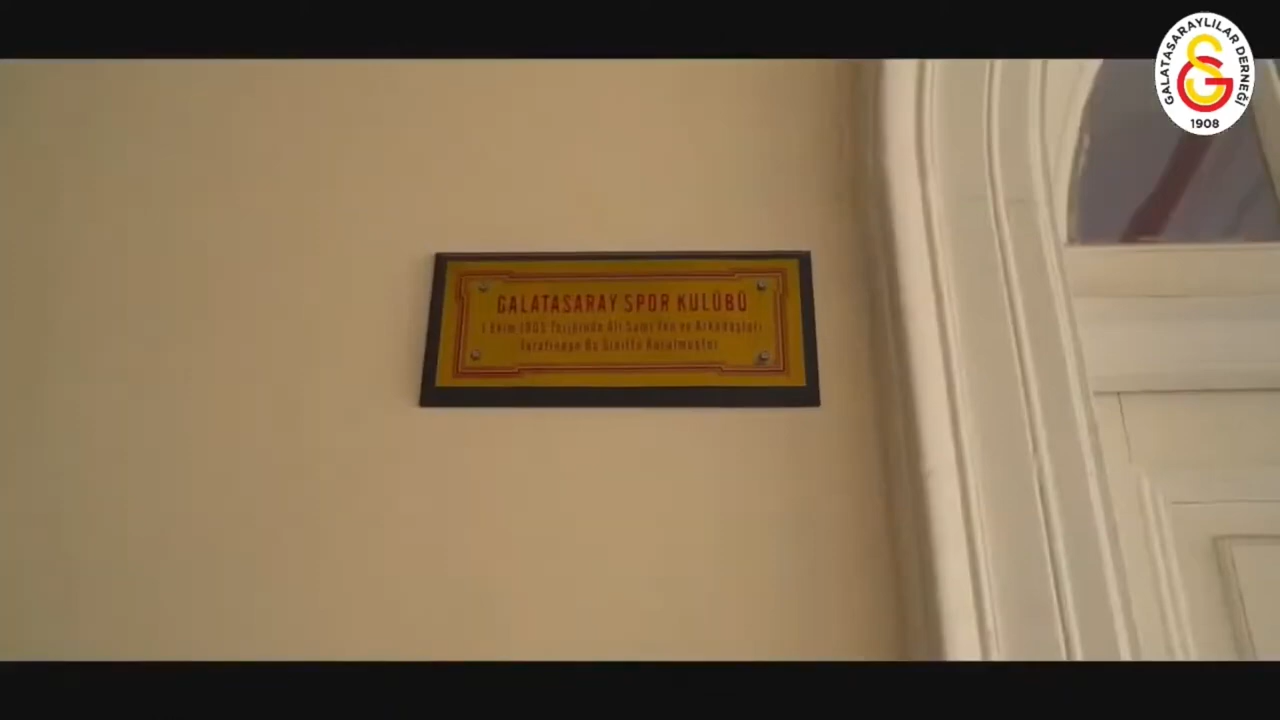 GALATASARAYLILAR DERNEĞİ
GS
1908
GALATASARAY SPOR KULÜBÜ
1 Ekim 1905 Tarihinde Ali Sami Yen ve Arkadaşları
Tarafından Bu Sınıfta Kurulmuştur